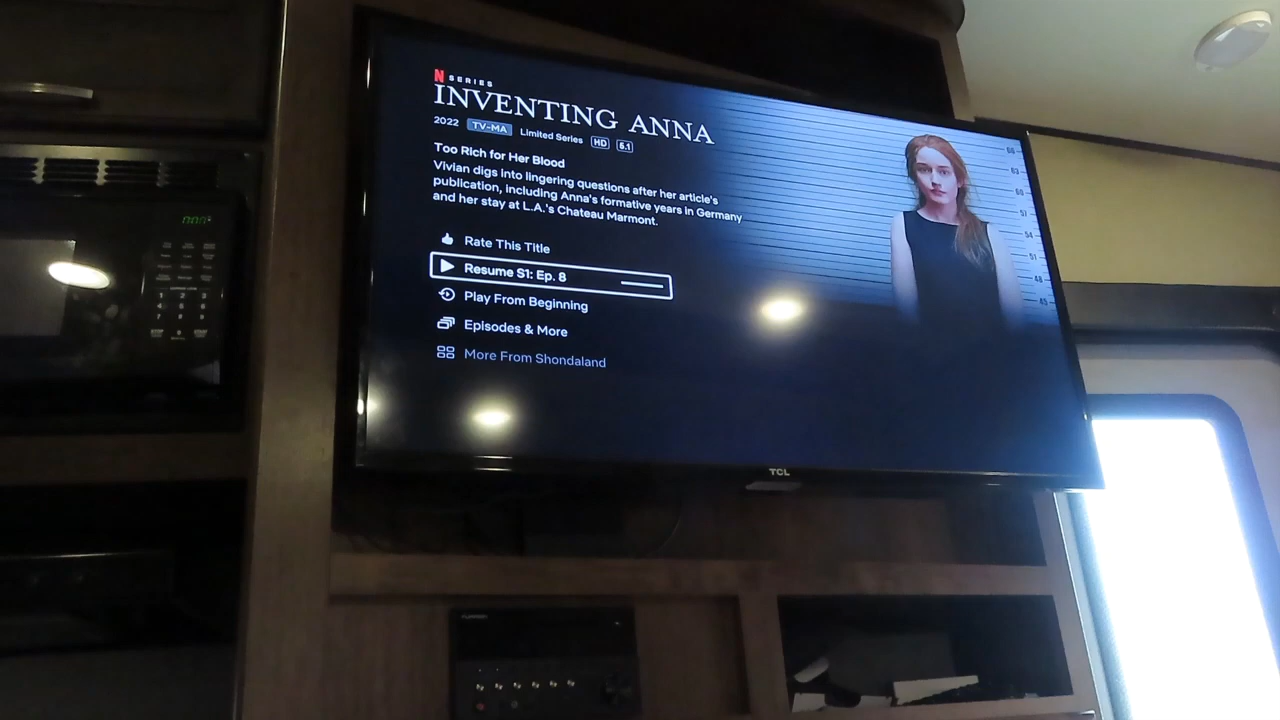 N SERIES
INVENTING ANNA
2022 TV-MA Limited Series HD 5.1
Too Rich for Her Blood
Vivian digs into lingering questions after her article's
publication, including Anna's formative years in Germany
and her stay at L.A.'s Chateau Marmont.
Rate This Title
Resume S1: Ep. 8
Play From Beginning
Episodes & More
More From Shondaland
TCL